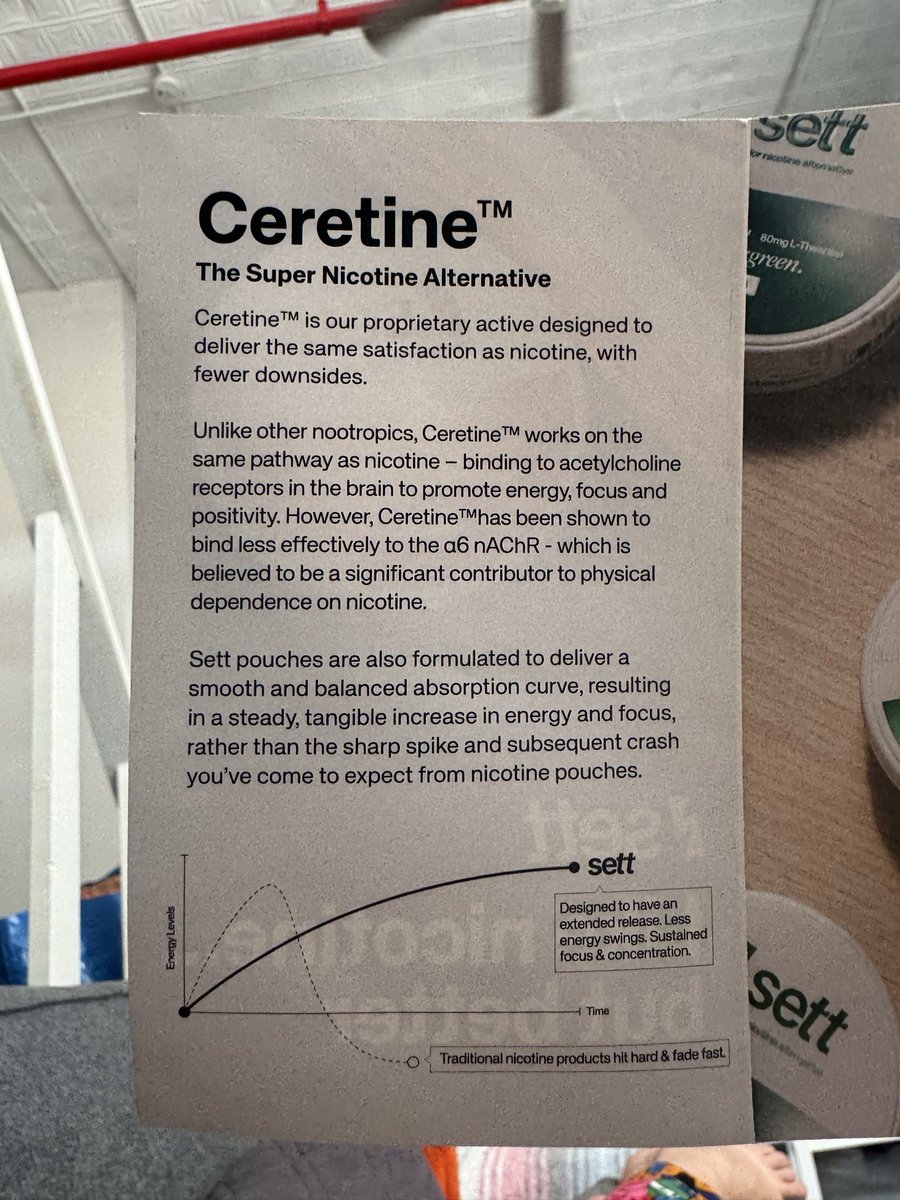 Ceretine™
The Super Nicotine Alternative
Ceretine™ is our proprietary active designed to
deliver the same satisfaction as nicotine, with
fewer downsides.
Unlike other nootropics, Ceretine™ works on the
same pathway as nicotine – binding to acetylcholine
receptors in the brain to promote energy, focus and
positivity. However, Ceretine™has been shown to
bind less effectively to the α6 nAChR - which is
believed to be a significant contributor to physical
dependence on nicotine.
Sett pouches are also formulated to deliver a
smooth and balanced absorption curve, resulting
in a steady, tangible increase in energy and focus,
rather than the sharp spike and subsequent crash
you've come to expect from nicotine pouches.
Energy Levels
sett
Designed to have an
extended release. Less
energy swings. Sustained
focus & concentration.
Time
Traditional nicotine products hit hard & fade fast.
sett
nicotine alternative
80mg
green.
sett